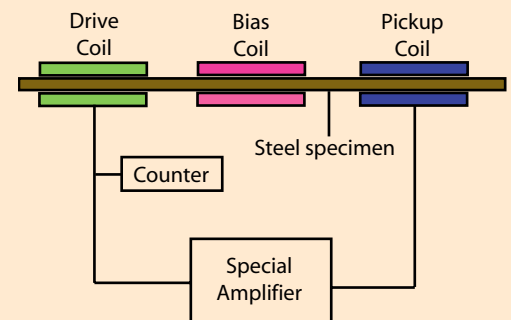 Drive
Coil
Bias
Coil
Pickup
Coil
Steel specimen
Counter
Special
Amplifier